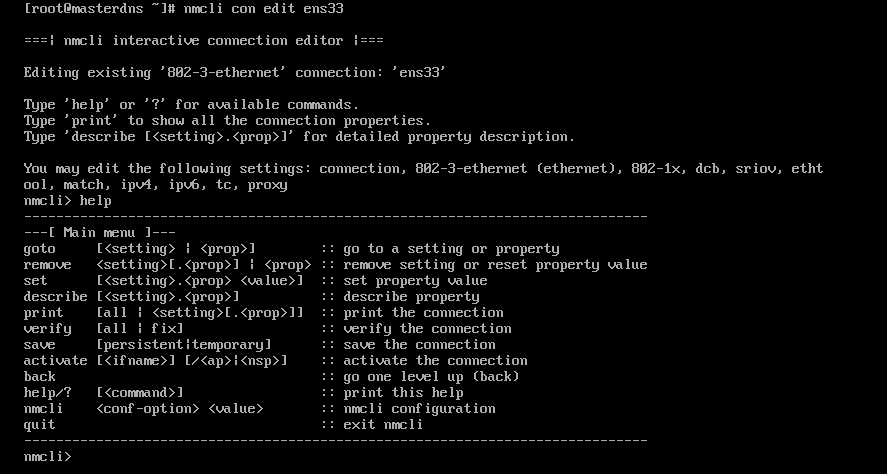 [root@masterdns ~]# nmcli con edit ens33
===¦ nmcli interactive connection editor ¦===
Editing existing '802-3-ethernet' connection: 'ens33'
Type 'help' or '?' for available commands.
Type 'print' to show all the connection properties.
Type 'describe [<setting>.<prop>]' for detailed property description.
You may edit the following settings: connection, 802-3-ethernet (ethernet), 802-1x, dcb, sriov, etht
ool, match, ipv4, ipv6, tc, proxy
nmcli> help
------------------------------------------------------------------------------
---[ Main menu ]---
goto     [<setting> ¦ <prop>]        :: go to a setting or property
remove   <setting>[.<prop>] ¦ <prop> :: remove setting or reset property value
set      [<setting>.<prop> <value>]  :: set property value
describe [<setting>.<prop>]          :: describe property
print    [all ¦ <setting>[.<prop>]]  :: print the connection
verify   [all ¦ fix]                 :: verify the connection
save     [persistent¦temporary]      :: save the connection
activate [<ifname>] [/<ap>¦<nsp>]    :: activate the connection
back                                 :: go one level up (back)
help/?   [<command>]                 :: print this help
nmcli    <conf-option> <value>       :: nmcli configuration
quit                                 :: exit nmcli
------------------------------------------------------------------------------
nmcli>